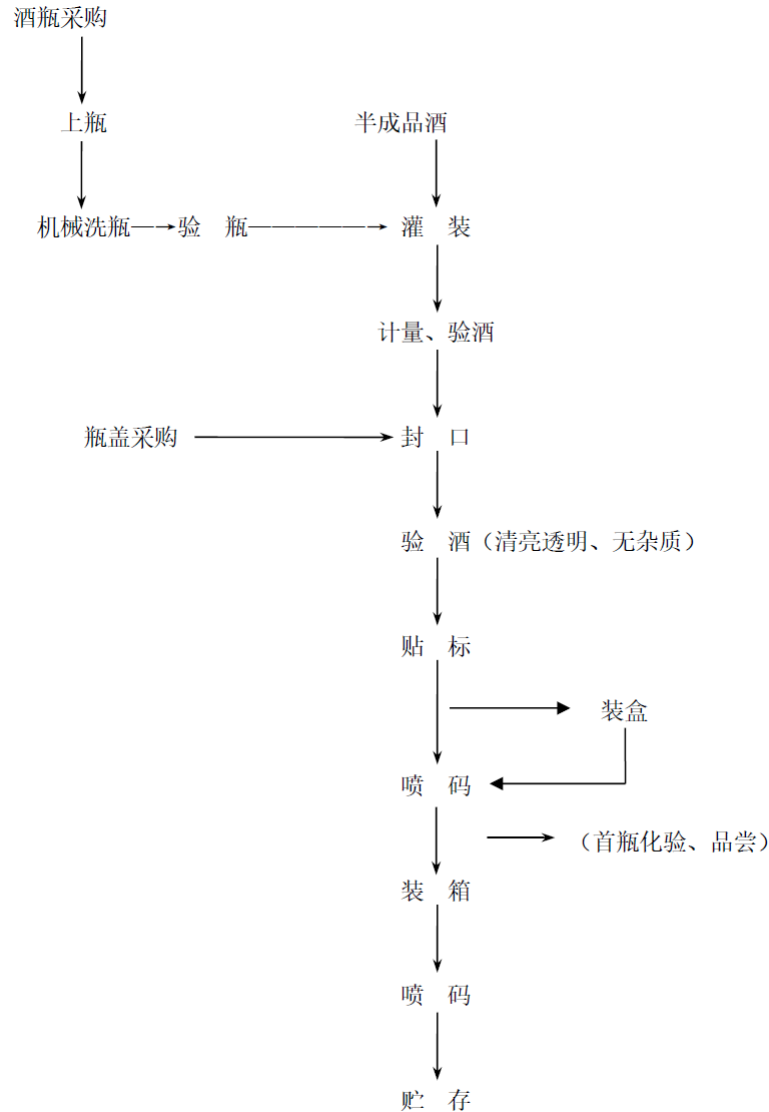 酒瓶采购
上瓶
半成品酒
机械洗瓶
验 瓶
灌 装
计量、验酒
瓶盖采购
封 口
验 酒（清亮透明、无杂质）
贴 标
装盒
喷 码
（首瓶化验、品尝）
装 箱
喷 码
贮 存